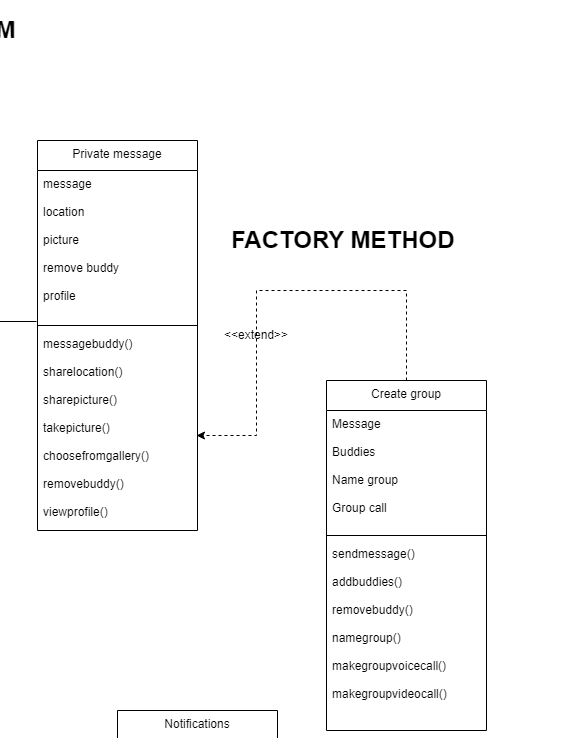 M
Private message
message
location
picture
remove buddy
profile
messagebuddy()
sharelocation()
sharepicture()
takepicture()
choosefromgallery()
removebuddy()
viewprofile()
FACTORY METHOD
<<extend>>
Create group
Message
Buddies
Name group
Group call
sendmessage()
addbuddies()
removebuddy()
namegroup()
makegroupvoicecall()
makegroupvideocall()
Notifications